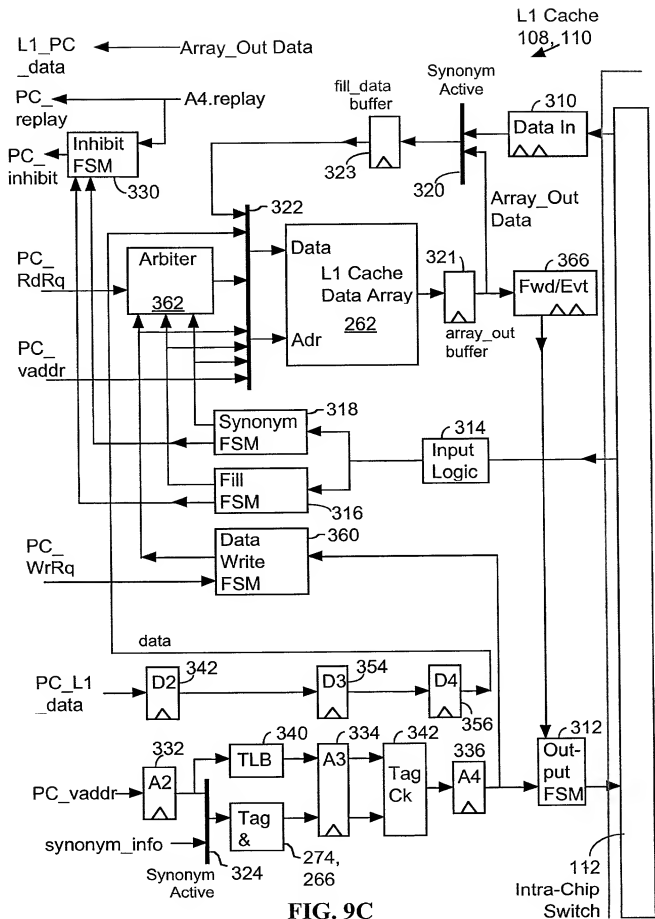 L1 Cache
108, 110
L1_PC
_data
Array_Out Data
PC_
replay
A4.replay
fill_data
buffer
Synonym
Active
310
Data In
PC_
inhibit
Inhibit
FSM
330
323
320
322
Array_Out
Data
PC_
RdRq
Arbiter
362
Data
L1 Cache
Data Array
262
Adr
321
array_out
buffer
366
Fwd/Evt
PC_
vaddr
Synonym
FSM
318
314
Input
Logic
Fill
FSM
316
PC_
WrRq
Data
Write
FSM
360
data
PC_L1
_data
D2
342
D3
354
D4
356
312
Out-
put
FSM
PC_vaddr
332
A2
340
TLB
334
A3
342
Tag
Ck
336
A4
synonym_info
Tag
&
274,
266
324
Synonym
Active
112
Intra-Chip
Switch
FIG. 9C